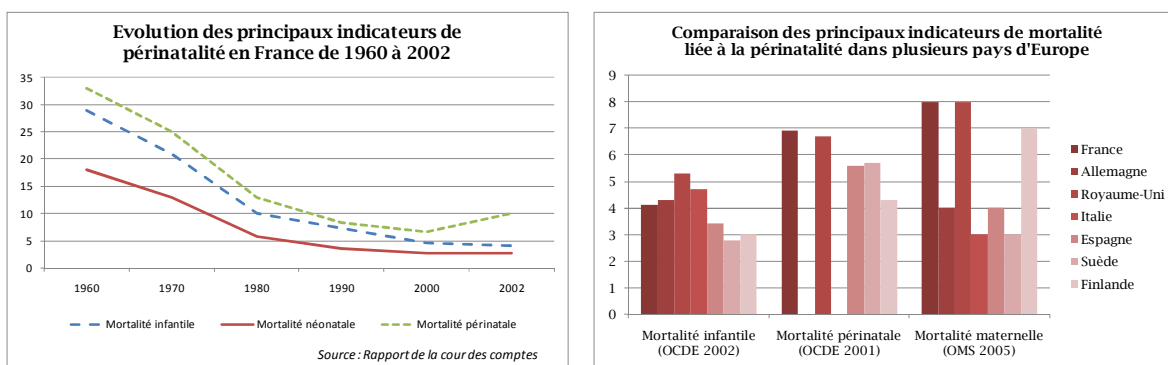 Evolution des principaux indicateurs de
périnatalité en France de 1960 à 2002
35
30
25
20
15
10
5
0
1960 1970 1980 1990 2000 2002
Mortalité infantile Mortalité néonatale Mortalité périnatale
Source : Rapport de la cour des comptes
Comparaison des principaux indicateurs de mortalité
liée à la périnatalité dans plusieurs pays d'Europe
9
8
7
6
5
4
3
2
1
0
Mortalité infantile Mortalité périnatale Mortalité maternelle
(OCDE 2002) (OCDE 2001) (OMS 2005)
France
Allemagne
Royaume-Uni
Italie
Espagne
Suède
Finlande